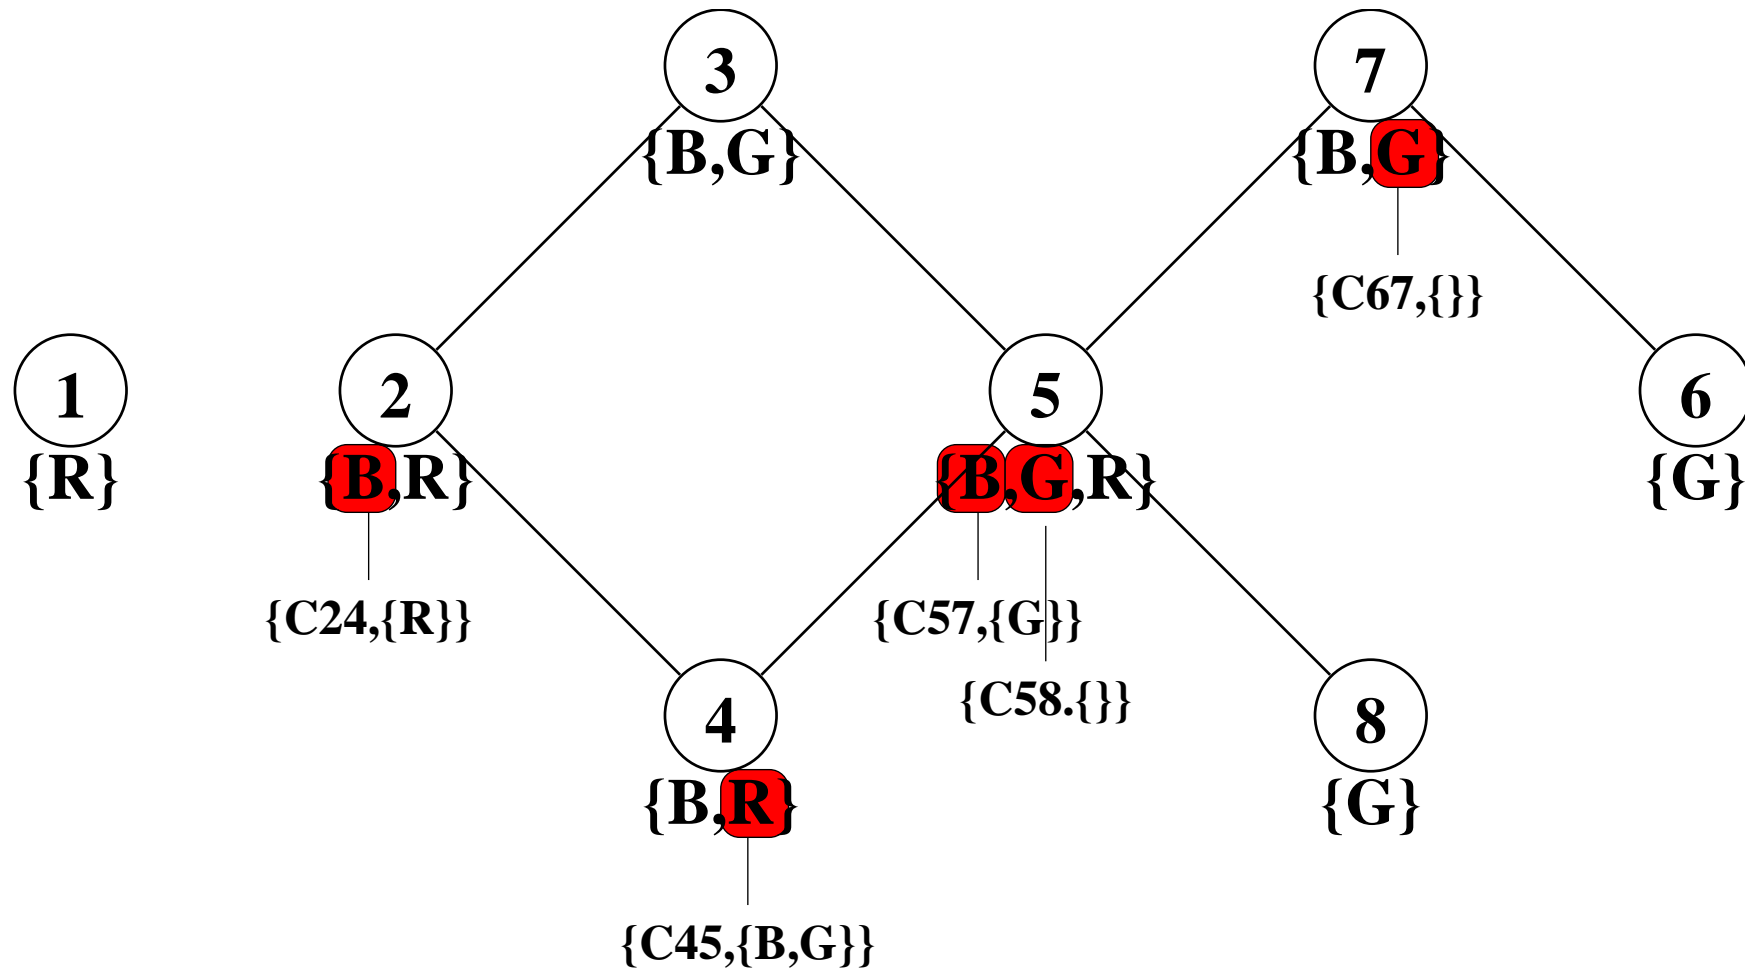 3
{B,G}
7
{B,G}
{C67,{}}
1
{R}
2
{B,R}
{C24,{R}}
5
{B,G,R}
{C57,{G}}
{C58.{}}
6
{G}
4
{B,R}
{C45,{B,G}}
8
{G}